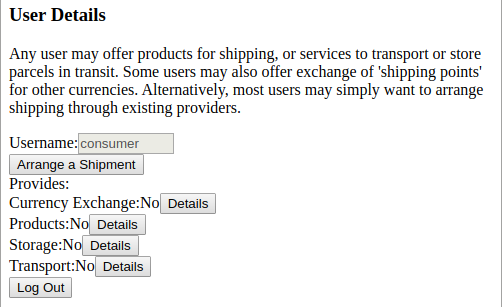 User Details
Any user may offer products for shipping, or services to transport or store
parcels in transit. Some users may also offer exchange of 'shipping points'
for other currencies. Alternatively, most users may simply want to arrange
shipping through existing providers.
Username:consumer
Arrange a Shipment
Provides:
Currency Exchange:No Details
Products:No Details
Storage:No Details
Transport:No Details
Log Out